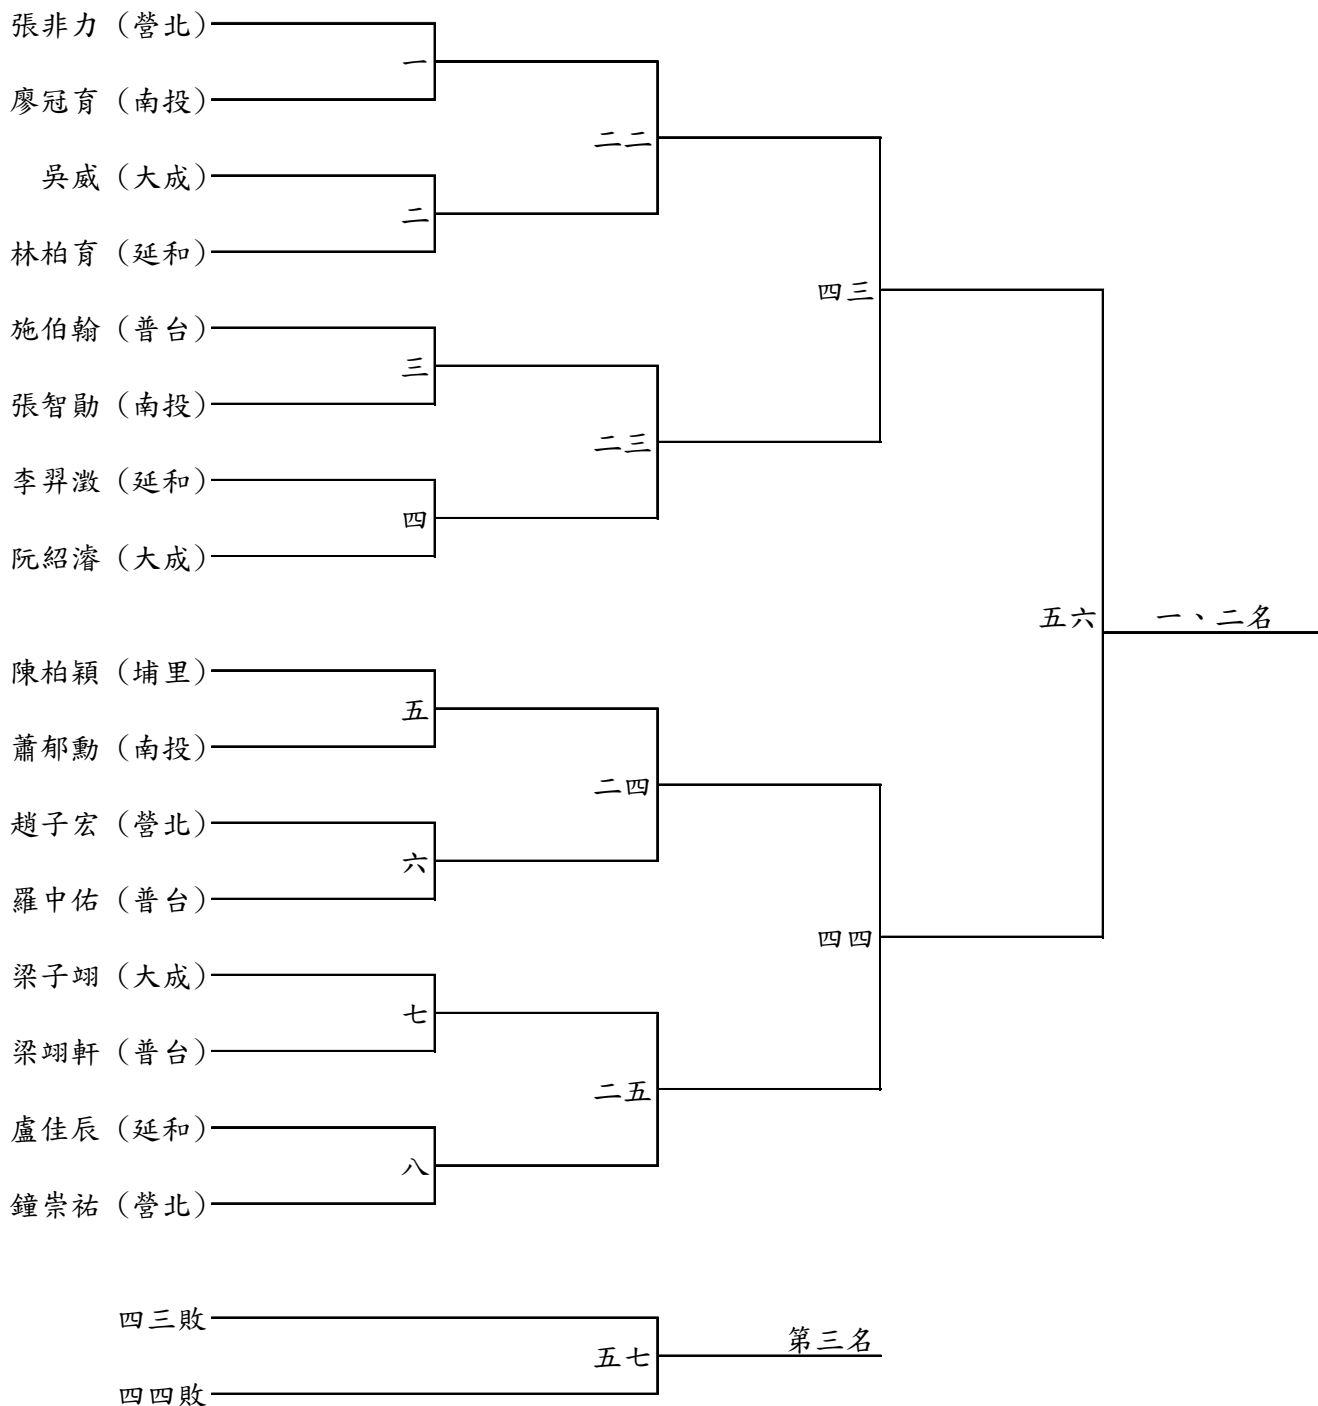 張非力（營北）
一
廖冠育（南投）
二二
吳威（大成）
二
林柏育（延和）
四三
施伯翰（普台）
三
張智勛（南投）
二三
李羿澂（延和）
四
阮紹濬（大成）
五六
一、二名
陳柏穎（埔里）
五
蕭郁勳（南投）
二四
趙子宏（營北）
六
羅中佑（普台）
四四
梁子翊（大成）
七
梁翊軒（普台）
二五
盧佳辰（延和）
八
鐘崇祐（營北）
四三敗
五七
第三名
四四敗